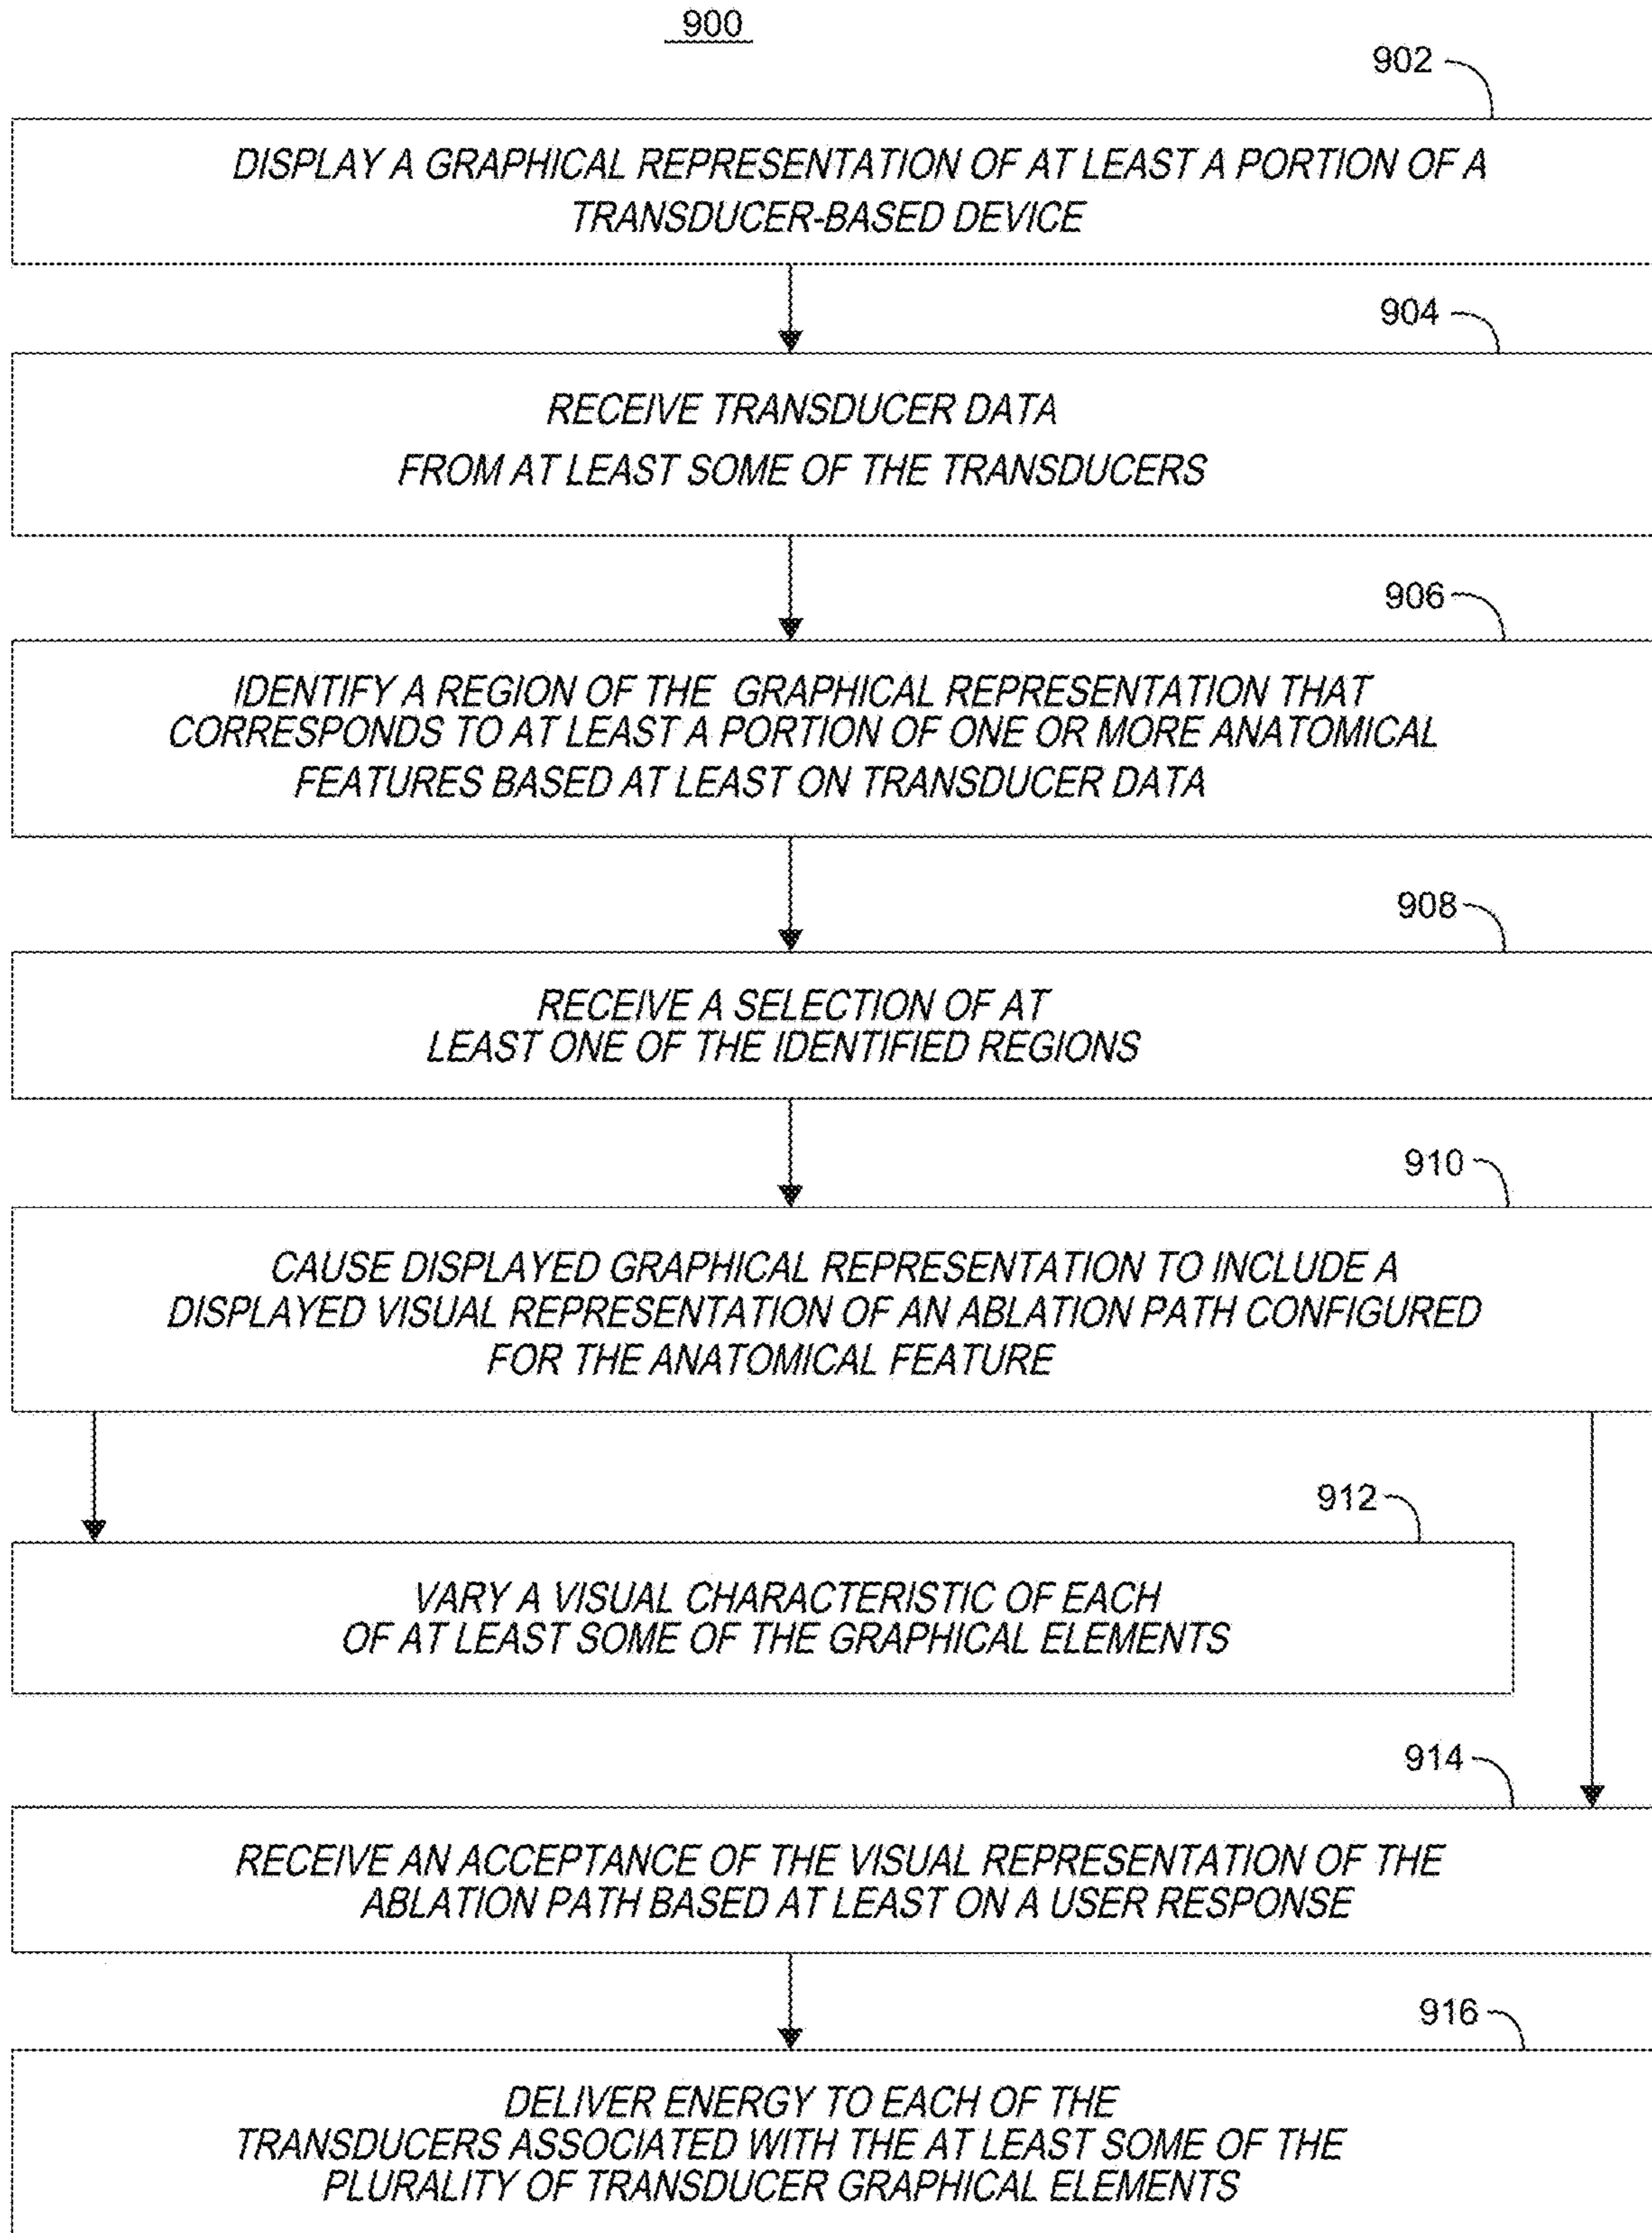 900
902
DISPLAY A GRAPHICAL REPRESENTATION OF AT LEAST A PORTION OF A
TRANSDUCER-BASED DEVICE
904
RECEIVE TRANSDUCER DATA
FROM AT LEAST SOME OF THE TRANSDUCERS
906
IDENTIFY A REGION OF THE GRAPHICAL REPRESENTATION THAT
CORRESPONDS TO AT LEAST A PORTION OF ONE OR MORE ANATOMICAL
FEATURES BASED AT LEAST ON TRANSDUCER DATA
908
RECEIVE A SELECTION OF AT
LEAST ONE OF THE IDENTIFIED REGIONS
910
CAUSE DISPLAYED GRAPHICAL REPRESENTATION TO INCLUDE A
DISPLAYED VISUAL REPRESENTATION OF AN ABLATION PATH CONFIGURED
FOR THE ANATOMICAL FEATURE
912
VARY A VISUAL CHARACTERISTIC OF EACH
OF AT LEAST SOME OF THE GRAPHICAL ELEMENTS
914
RECEIVE AN ACCEPTANCE OF THE VISUAL REPRESENTATION OF THE
ABLATION PATH BASED AT LEAST ON A USER RESPONSE
916
DELIVER ENERGY TO EACH OF THE
TRANSDUCERS ASSOCIATED WITH THE AT LEAST SOME OF THE
PLURALITY OF TRANSDUCER GRAPHICAL ELEMENTS